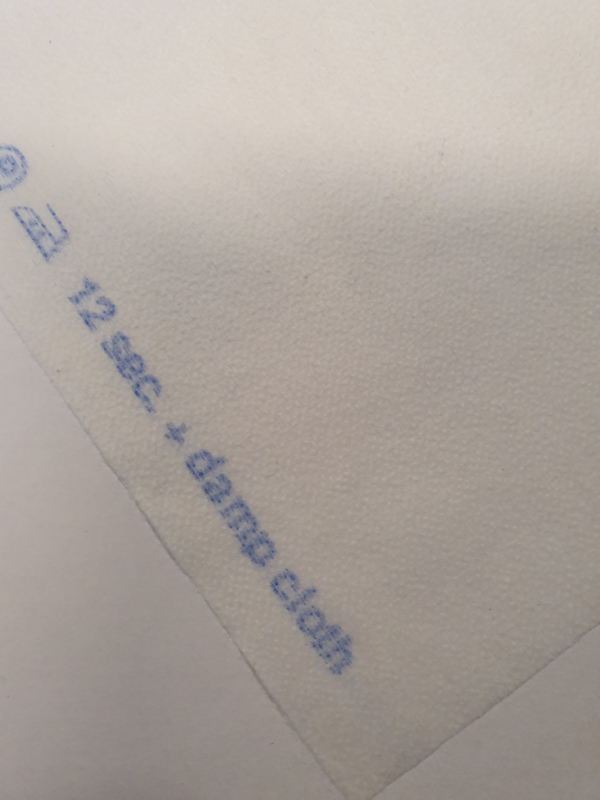 12 sec. + damp cloth